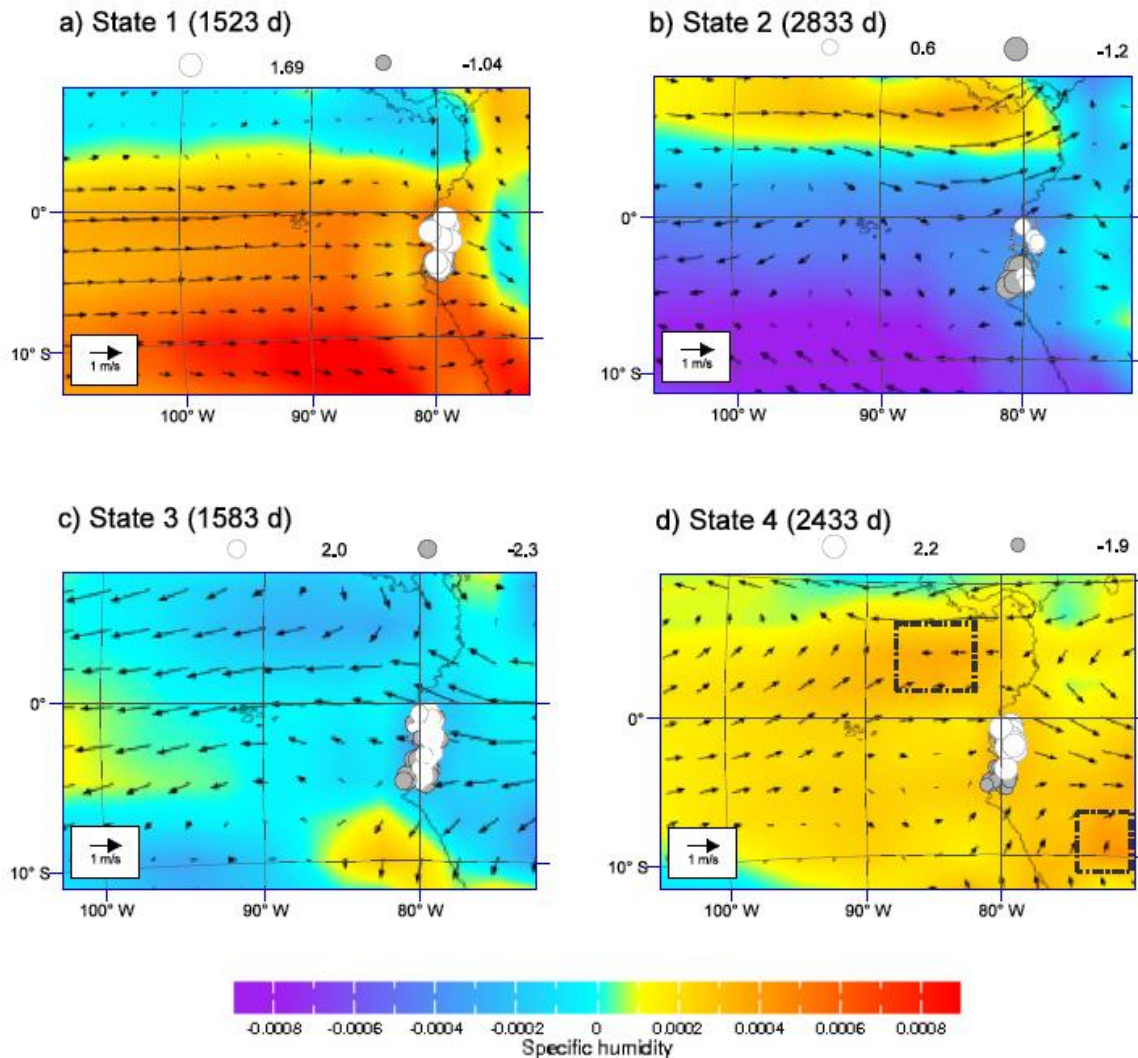 a) State 1 (1523 d)
1.69 -1.04
0°
10° S
1 m/s
100° W 90° W 80° W
b) State 2 (2833 d)
0.6 -1.2
0°
10° S
1 m/s
100° W 90° W 80° W
c) State 3 (1583 d)
2.0 -2.3
0°
10° S
1 m/s
100° W 90° W 80° W
d) State 4 (2433 d)
2.2 -1.9
0°
10° S
1 m/s
100° W 90° W 80° W
-0.0008 -0.0006 -0.0004 -0.0002 0 0.0002 0.0004 0.0006 0.0008
Specific humidity